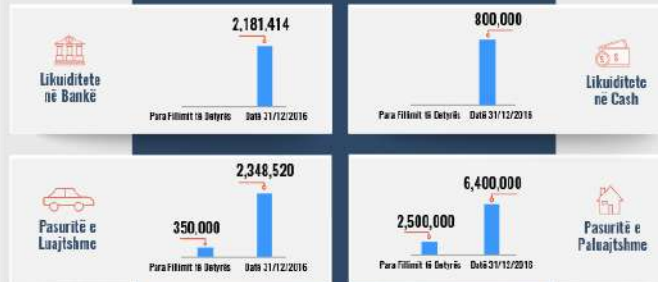 2,181,414
Likuiditete
në Bankë
Para Fillimit të Detyrës Datë 31/12/2016
800,000
Likuiditete
në Cash
Para Fillimit të Detyrës Datë 31/12/2016
2,348,520
350,000
Pasuritë e
Luajtshme
Para Fillimit të Detyrës Datë 31/12/2016
6,400,000
2,500,000
Pasuritë e
Paluajtshme
Para Fillimit të Detyrës Datë 31/12/2016